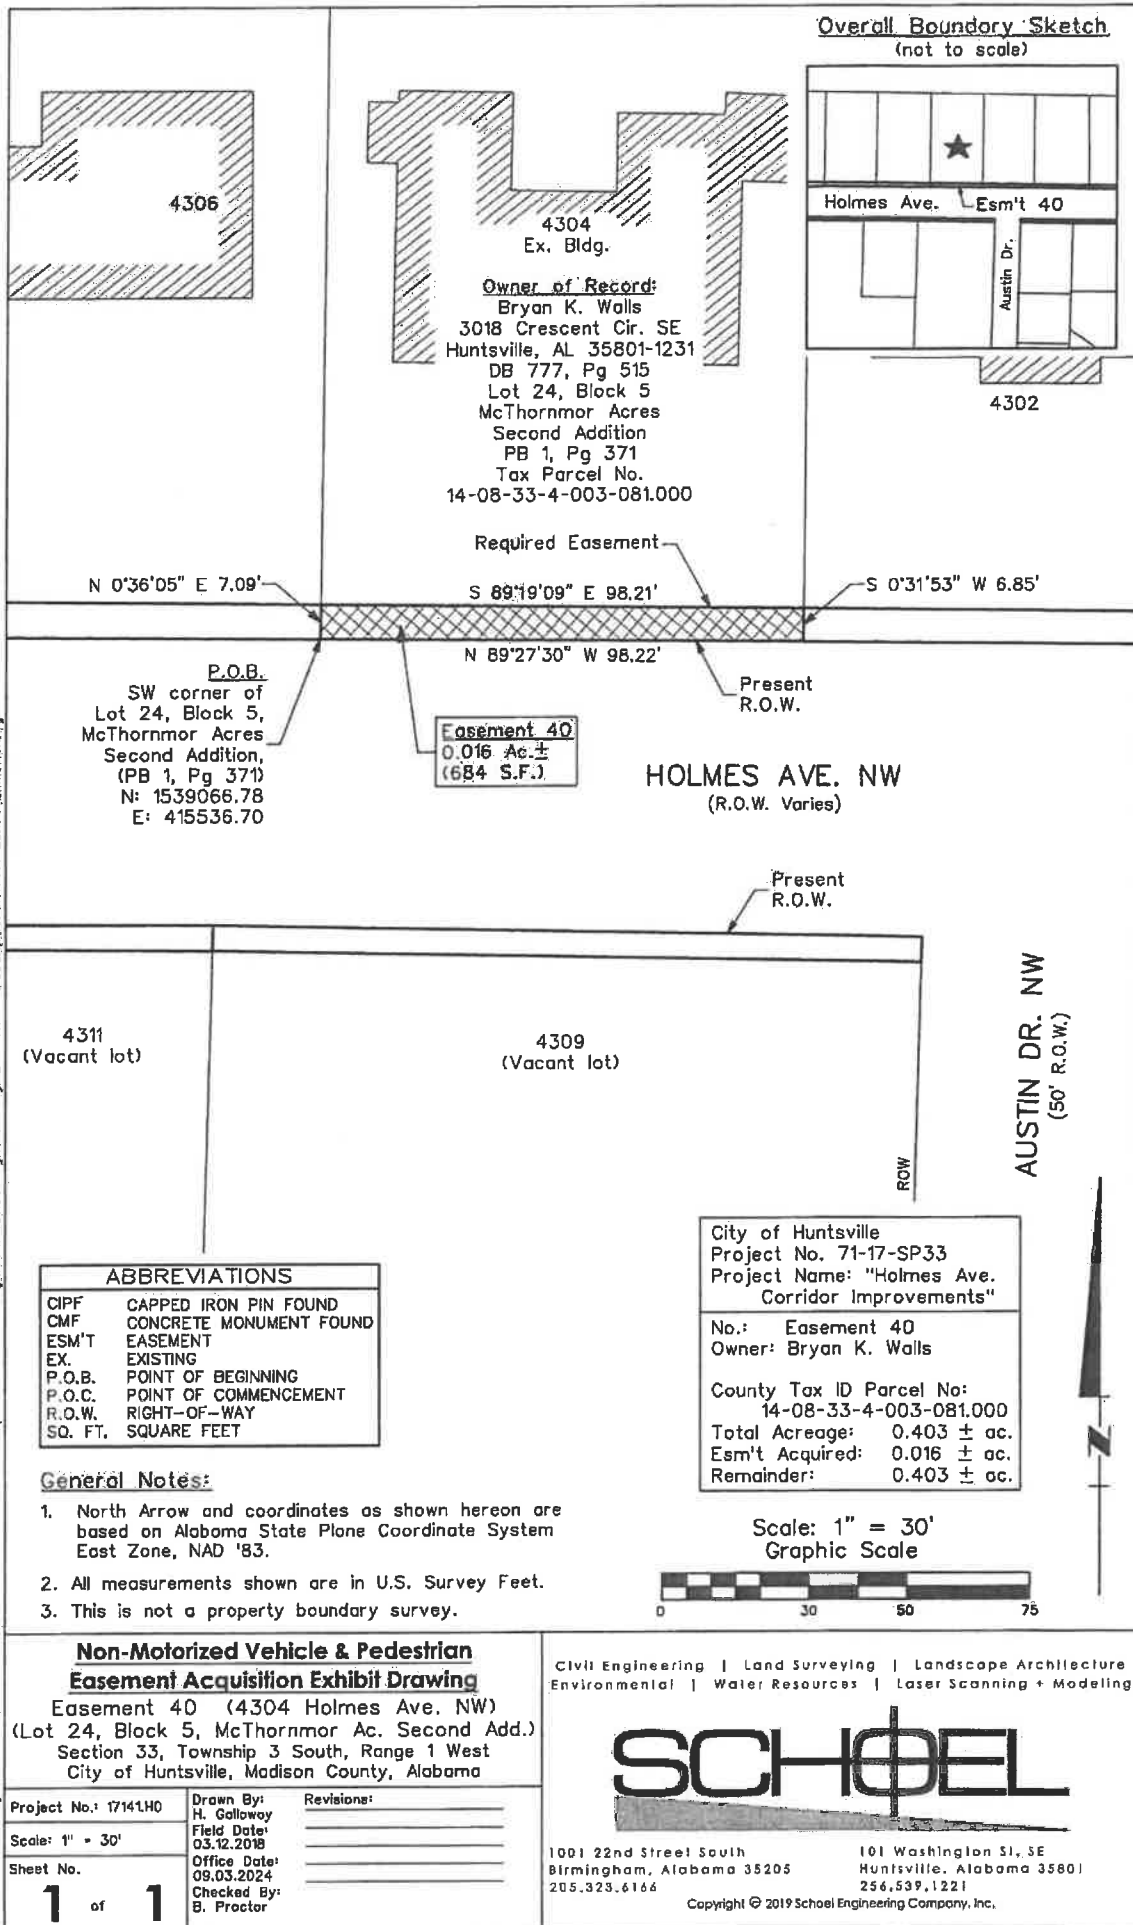 Overall Boundary Sketch
(not to scale)
Holmes Ave.
Esm't 40
Austin Dr.
4306
4304
Ex. Bldg.
4302
Owner of Record:
Bryan K. Walls
3018 Crescent Cir. SE
Huntsville, AL 35801-1231
DB 777, Pg 515
Lot 24, Block 5
McThornmor Acres
Second Addition
PB 1, Pg 371
Tax Parcel No.
14-08-33-4-003-081.000
Required Easement
N 0°36'05" E 7.09'
S 89°19'09" E 98.21'
S 0°31'53" W 6.85'
N 89°27'30" W 98.22'
P.O.B.
SW corner of
Lot 24, Block 5,
McThornmor Acres
Second Addition,
(PB 1, Pg 371)
N: 1539066.78
E: 415536.70
Easement 40
0.016 Ac.±
(684 S.F.)
Present
R.O.W.
HOLMES AVE. NW
(R.O.W. Varies)
Present
R.O.W.
4311
(Vacant lot)
4309
(Vacant lot)
ROW
AUSTIN DR. NW
(50' R.O.W.)
ABBREVIATIONS
CIPF CAPPED IRON PIN FOUND
CMF CONCRETE MONUMENT FOUND
ESM'T EASEMENT
EX. EXISTING
P.O.B. POINT OF BEGINNING
P.O.C. POINT OF COMMENCEMENT
R.O.W. RIGHT-OF-WAY
SQ. FT. SQUARE FEET
City of Huntsville
Project No. 71-17-SP33
Project Name: "Holmes Ave.
Corridor Improvements"
No.: Easement 40
Owner: Bryan K. Walls
County Tax ID Parcel No:
14-08-33-4-003-081.000
Total Acreage: 0.403 ± ac.
Esm't Acquired: 0.016 ± ac.
Remainder: 0.403 ± ac.
N
General Notes:
1. North Arrow and coordinates as shown hereon are
based on Alabama State Plane Coordinate System
East Zone, NAD '83.
2. All measurements shown are in U.S. Survey Feet.
3. This is not a property boundary survey.
Scale: 1" = 30'
Graphic Scale
0 30 50 75
Non-Motorized Vehicle & Pedestrian
Easement Acquisition Exhibit Drawing
Easement 40 (4304 Holmes Ave. NW)
(Lot 24, Block 5, McThornmor Ac. Second Add.)
Section 33, Township 3 South, Range 1 West
City of Huntsville, Madison County, Alabama
Project No.: 17141.H0
Scale: 1" = 30'
Sheet No.
1 of 1
Drawn By:
H. Galloway
Field Date:
03.12.2018
Office Date:
09.03.2024
Checked By:
B. Proctor
Revisions:
Civil Engineering | Land Surveying | Landscape Architecture
Environmental | Water Resources | Laser Scanning + Modeling
SCHOEL
1001 22nd Street South
Birmingham, Alabama 35205
205.323.6166
101 Washington St, SE
Huntsville, Alabama 35801
256.539.1221
Copyright © 2019 Schoel Engineering Company, Inc.